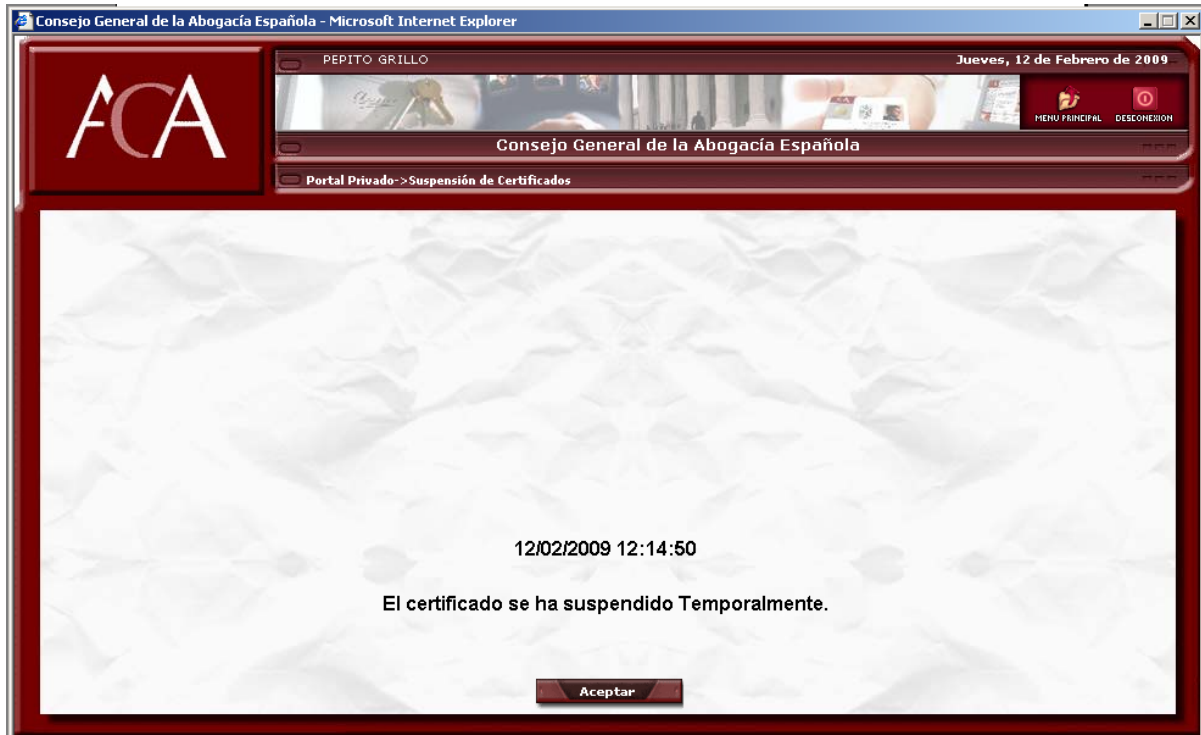 Consejo General de la Abogacía Española - Microsoft Internet Explorer
ACA
PEPITO GRILLO
Jueves, 12 de Febrero de 2009
MENU PRINCIPAL
DESCONEXION
Consejo General de la Abogacía Española
Portal Privado->Suspensión de Certificados
12/02/2009 12:14:50
El certificado se ha suspendido Temporalmente.
Aceptar